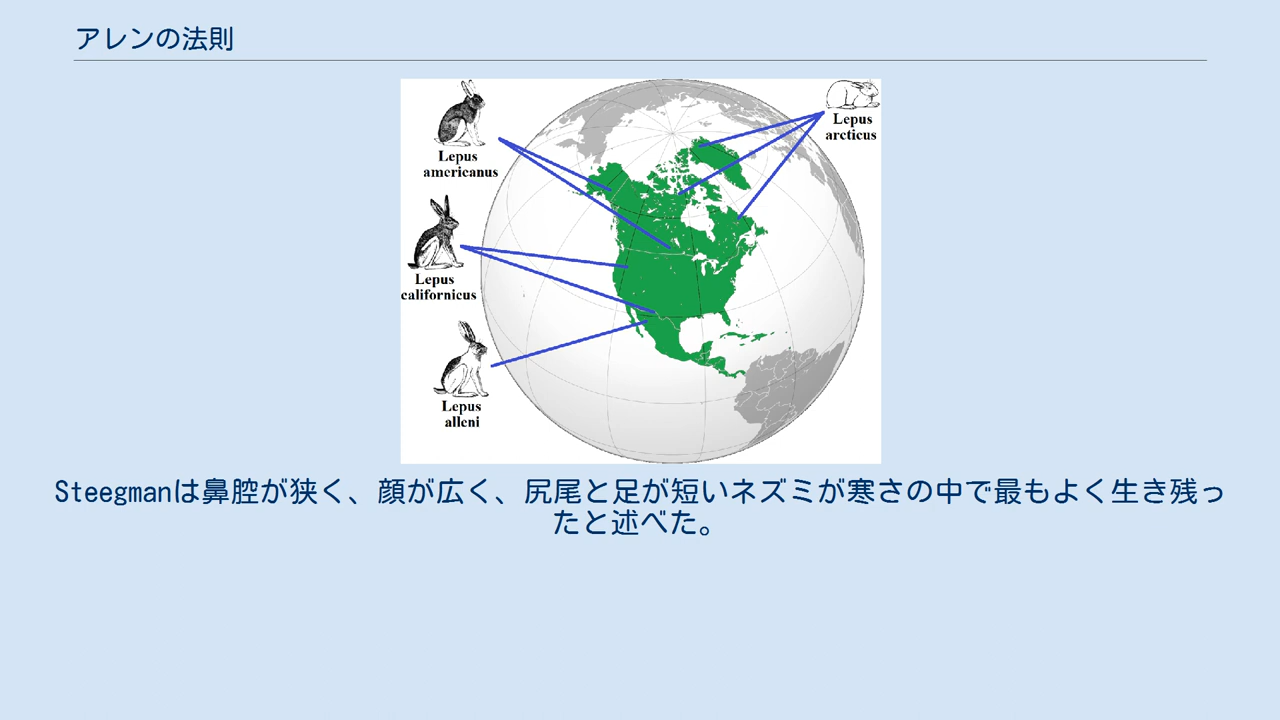 アレンの法則
Lepus
americanus
Lepus
arcticus
Lepus
californicus
Lepus
alleni
Steegmanは鼻腔が狭く、顔が広く、尻尾と足が短いネズミが寒さの中で最もよく生き残っ
たと述べた。